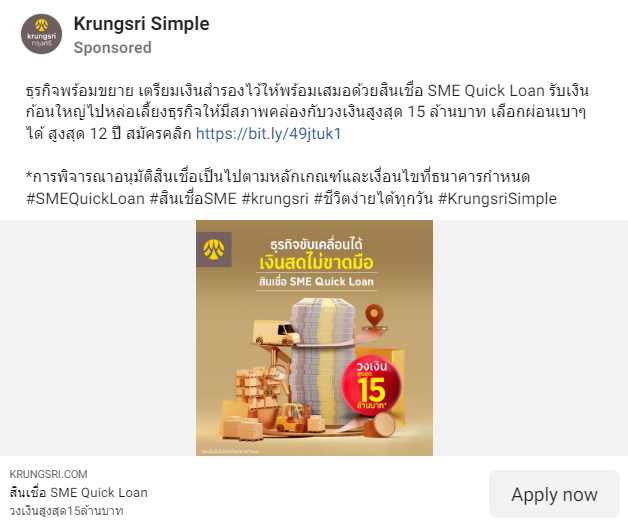 krungsri
กรุงศรี
Krungsri Simple
Sponsored
ธุรกิจพร้อมขยาย เตรียมเงินสำรองไว้ให้พร้อมเสมอด้วยสินเชื่อ SME Quick Loan รับเงิน
ก้อนใหญ่ไปหล่อเลี้ยงธุรกิจให้มีสภาพคล่องกับวงเงินสูงสุด 15 ล้านบาท เลือกผ่อนเบาๆ
ได้ สูงสุด 12 ปี สมัครคลิก https://bit.ly/49jtuk1
*การพิจารณาอนุมัติสินเชื่อเป็นไปตามหลักเกณฑ์และเงื่อนไขที่ธนาคารกำหนด
#SMEQuickLoan #สินเชื่อSME #krungsri #ชีวิตง่ายได้ทุกวัน #KrungsriSimple
ธุรกิจขับเคลื่อนได้
เงินสดไม่ขาดมือ
สินเชื่อ SME Quick Loan
วงเงิน
สูงสุด
15
ล้านบาท*
KRUNGSRI.COM
สินเชื่อ SME Quick Loan
วงเงินสูงสุด15ล้านบาท
Apply now